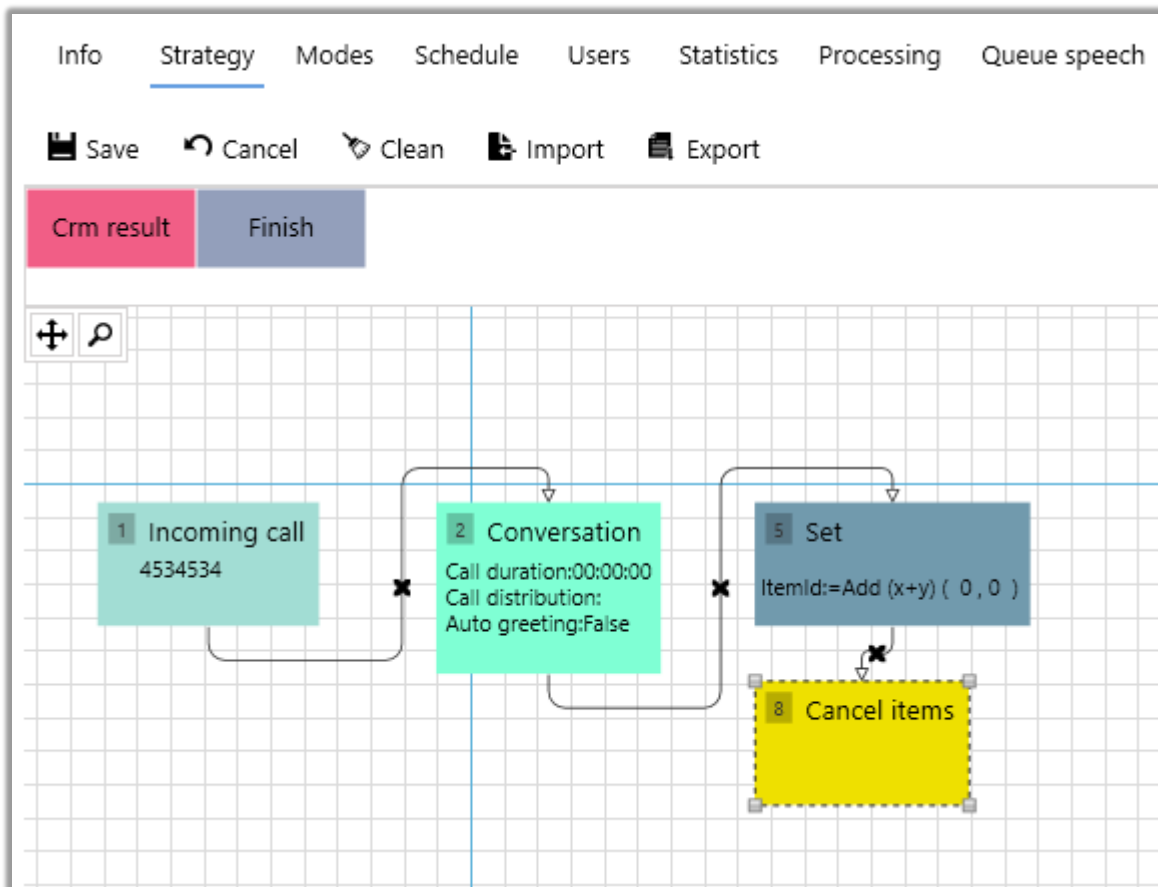 Info Strategy Modes Schedule Users Statistics Processing Queue speech
Save Cancel Clean Import Export
Crm result Finish
1 Incoming call
4534534
2 Conversation
Call duration:00:00:00
Call distribution:
Auto greeting:False
5 Set
ItemId:=Add (x+y) ( 0 , 0 )
8 Cancel items